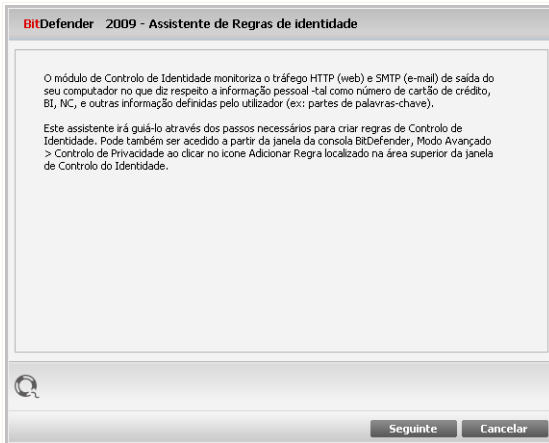 BitDefender 2009 - Assistente de Regras de identidade
O módulo de Controlo de Identidade monitoriza o tráfego HTTP (web) e SMTP (e-mail) de saída do
seu computador no que diz respeito a informação pessoal -tal como número de cartão de crédito,
BI, NC, e outras informação definidas pelo utilizador (ex: partes de palavras-chave).
Este assistente irá guiá-lo através dos passos necessários para criar regras de Controlo de
Identidade. Pode também ser acedido a partir da janela da consola BitDefender, Modo Avançado
> Controlo de Privacidade ao clicar no icone Adicionar Regra localizado na área superior da janela
de Controlo do Identidade.
Seguinte Cancelar